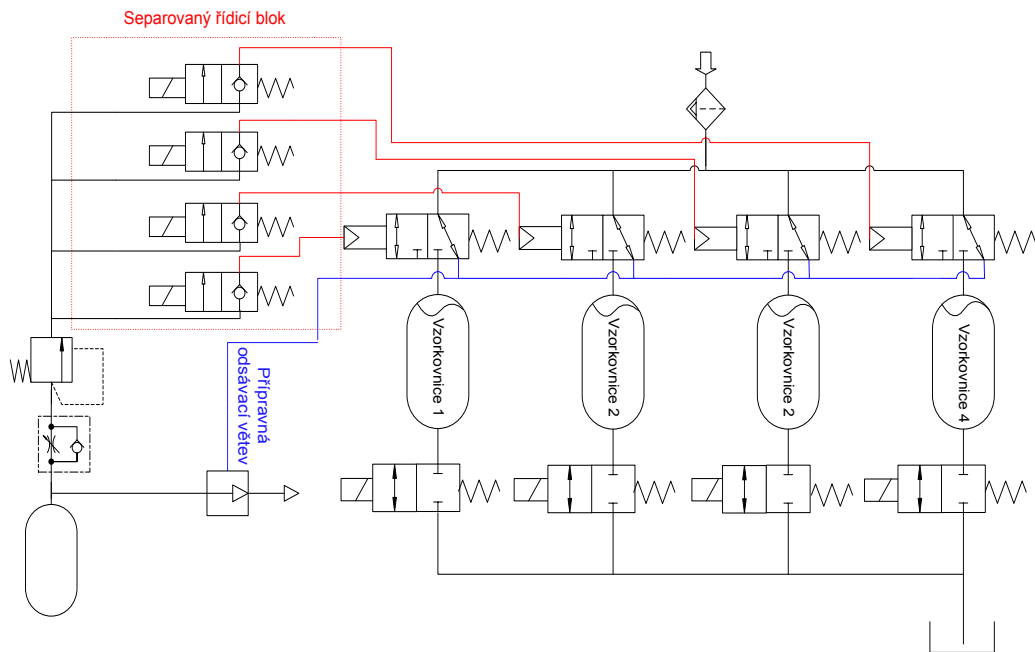 Separovaný řídicí blok
Přípravná
odsávací větev
Vzorkovnice 1
Vzorkovnice 2
Vzorkovnice 2
Vzorkovnice 4